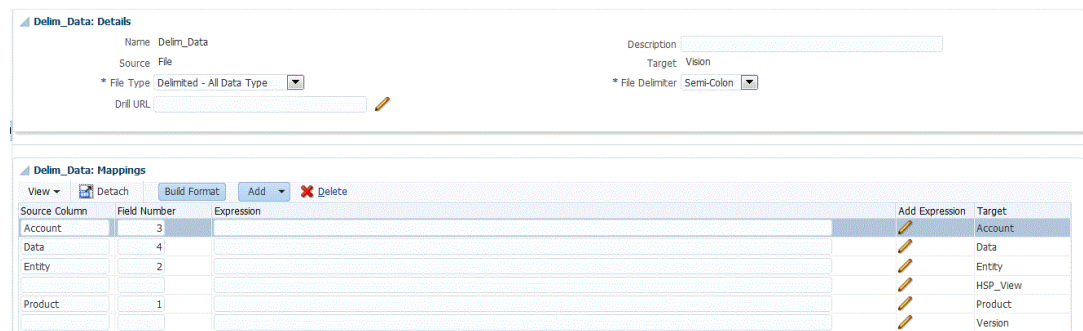 Delim_Data: Details
Name Delim_Data Description
Source File Target Vision
* File Type Delimited - All Data Type * File Delimiter Semi-Colon
Drill URL
Delim_Data: Mappings
View Detach Build Format Add Delete
Source Column Field Number Expression Add Expression Target
Account 3 Account
Data 4 Data
Entity 2 Entity
HSP_View
Product 1 Product
Version